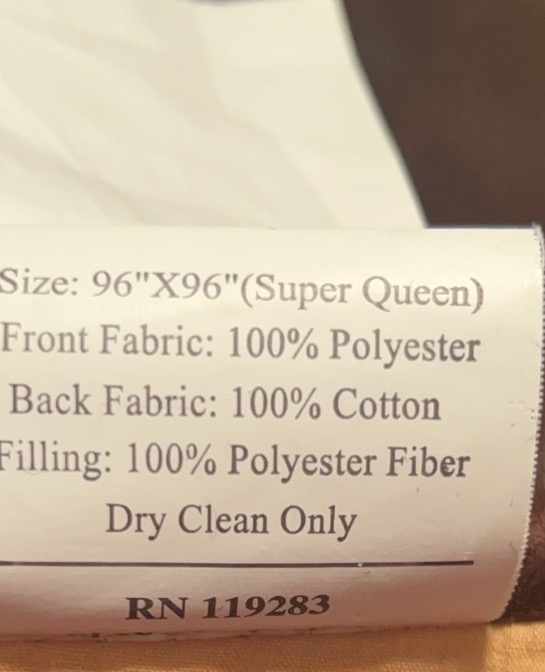 Size: 96"X96"(Super Queen)
Front Fabric: 100% Polyester
Back Fabric: 100% Cotton
Filling: 100% Polyester Fiber
Dry Clean Only
RN 119283